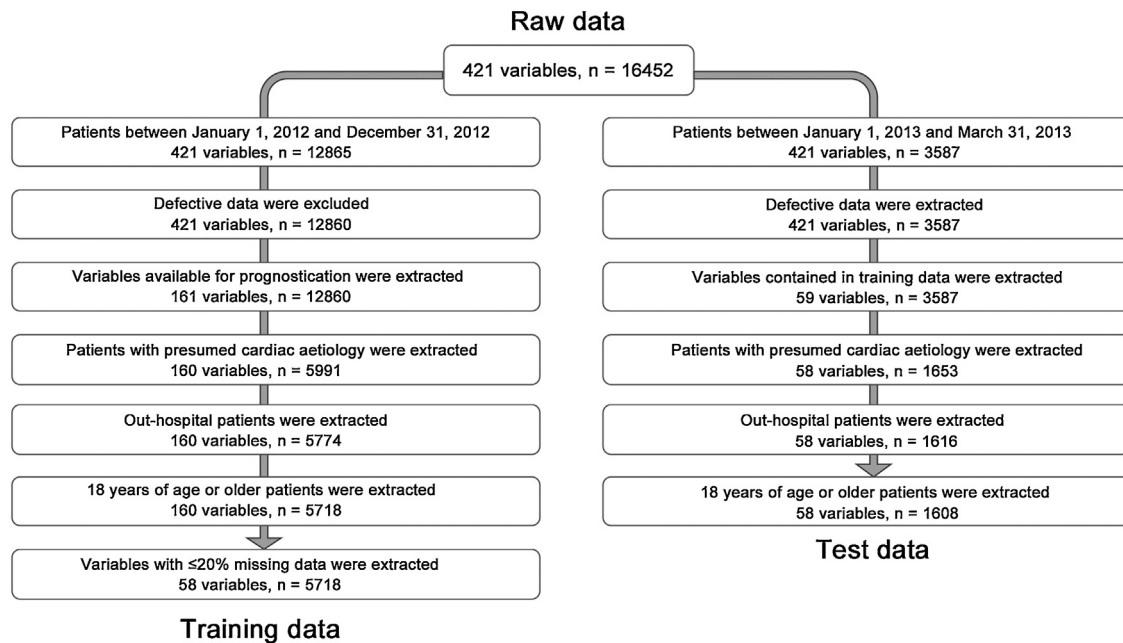 Raw data
421 variables, n = 16452
Patients between January 1, 2012 and December 31, 2012
421 variables, n = 12865
Defective data were excluded
421 variables, n = 12860
Variables available for prognostication were extracted
161 variables, n = 12860
Patients with presumed cardiac aetiology were extracted
160 variables, n = 5991
Out-hospital patients were extracted
160 variables, n = 5774
18 years of age or older patients were extracted
160 variables, n = 5718
Variables with ≤20% missing data were extracted
58 variables, n = 5718
Training data
Patients between January 1, 2013 and March 31, 2013
421 variables, n = 3587
Defective data were extracted
421 variables, n = 3587
Variables contained in training data were extracted
59 variables, n = 3587
Patients with presumed cardiac aetiology were extracted
58 variables, n = 1653
Out-hospital patients were extracted
58 variables, n = 1616
18 years of age or older patients were extracted
58 variables, n = 1608
Test data